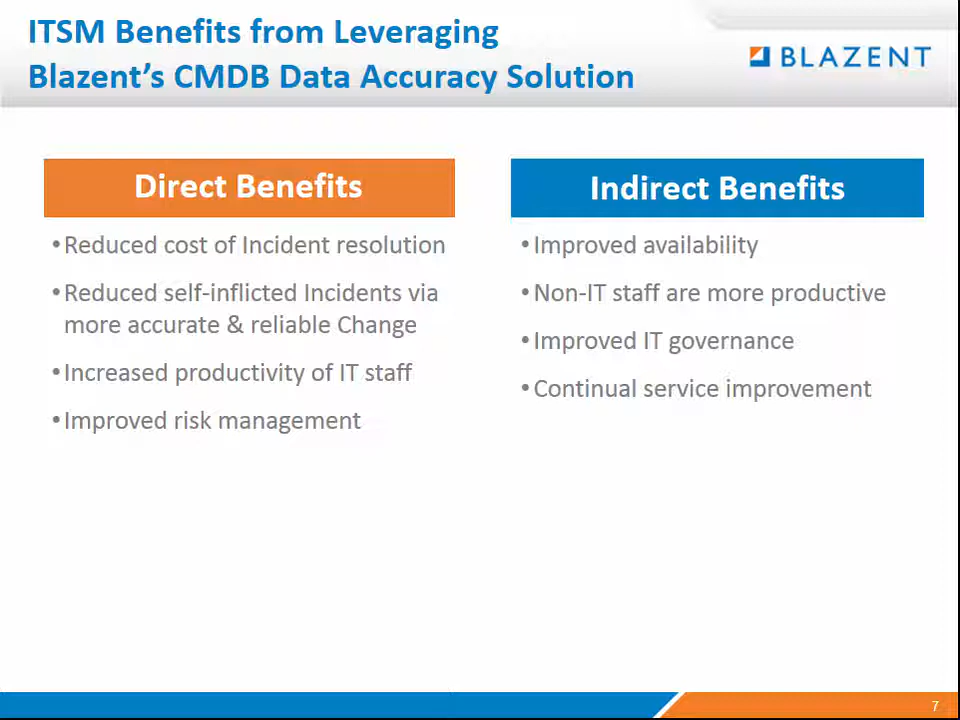 ITSM Benefits from Leveraging
Blazent’s CMDB Data Accuracy Solution
BLAZENT
Direct Benefits
•Reduced cost of Incident resolution
•Reduced self-inflicted Incidents via
more accurate & reliable Change
•Increased productivity of IT staff
•Improved risk management
Indirect Benefits
•Improved availability
•Non-IT staff are more productive
•Improved IT governance
•Continual service improvement
7